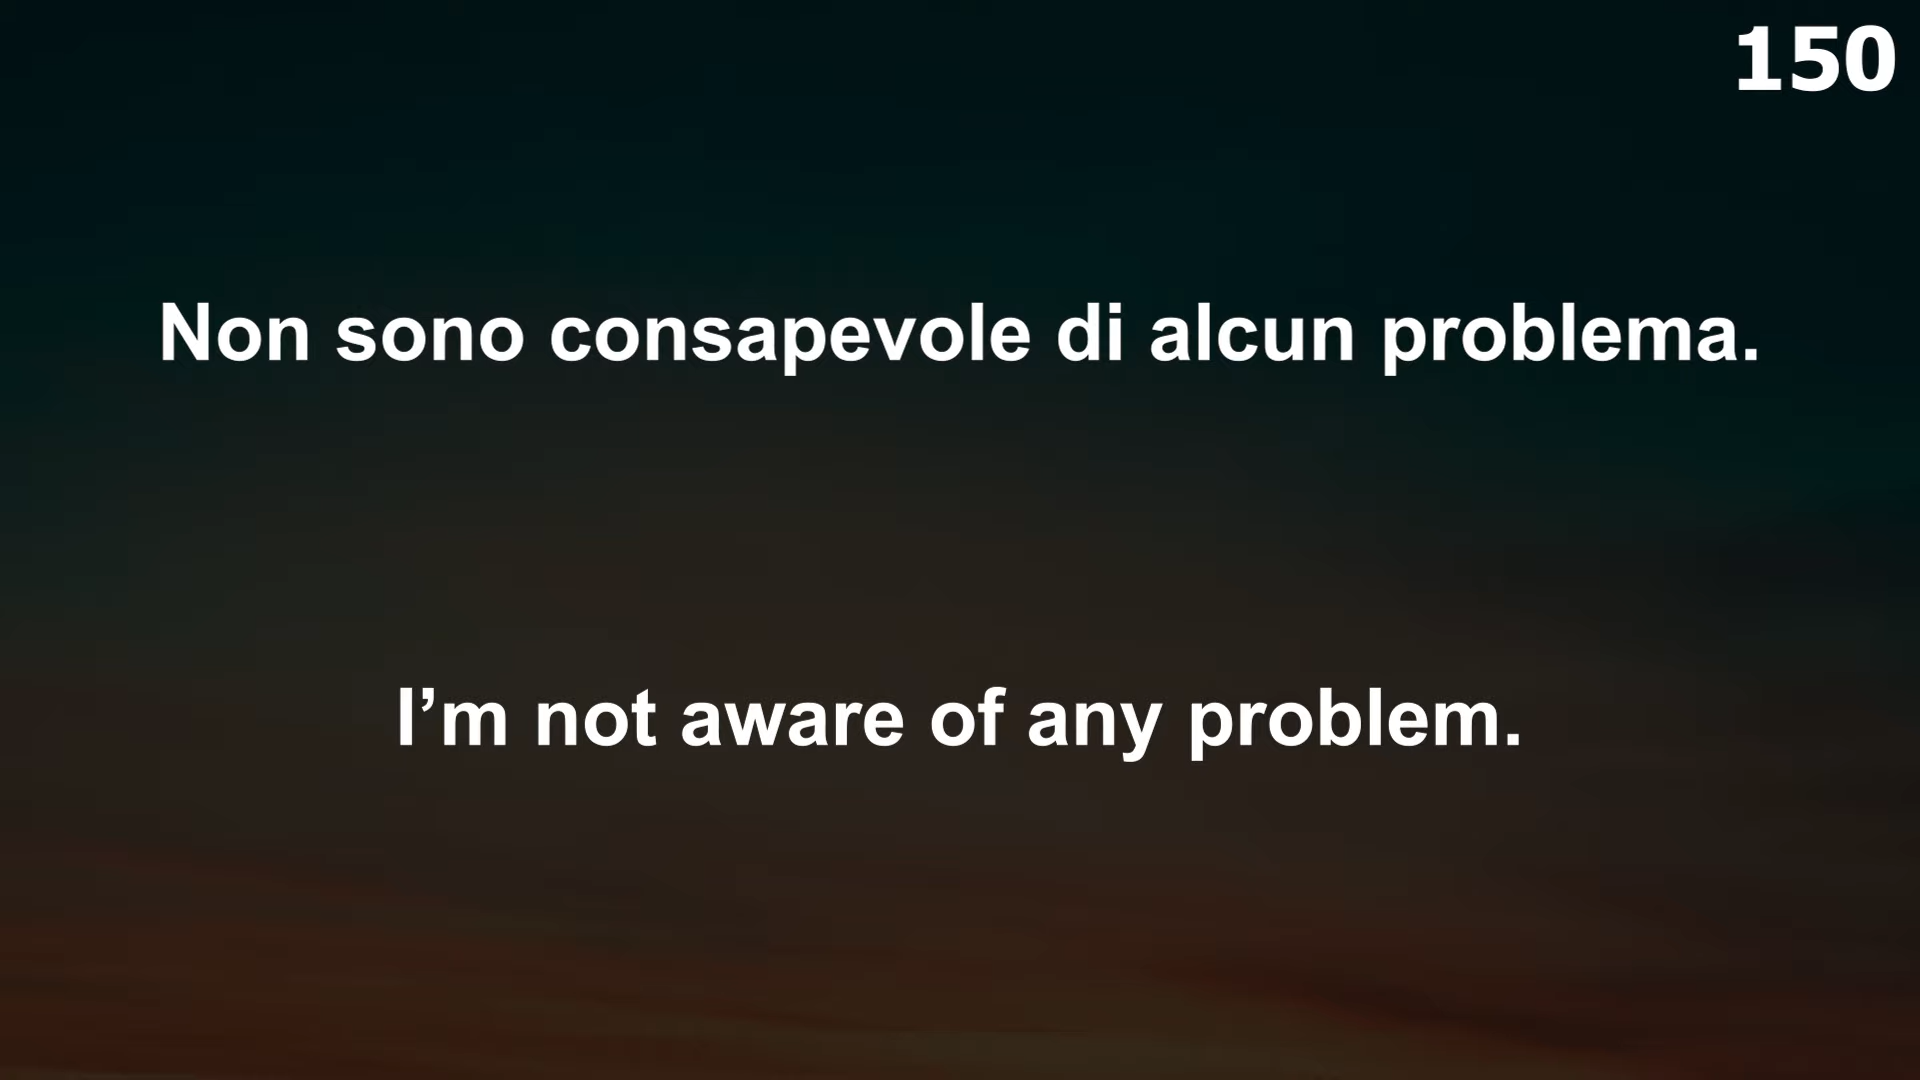 150
Non sono consapevole di alcun problema.
I’m not aware of any problem.